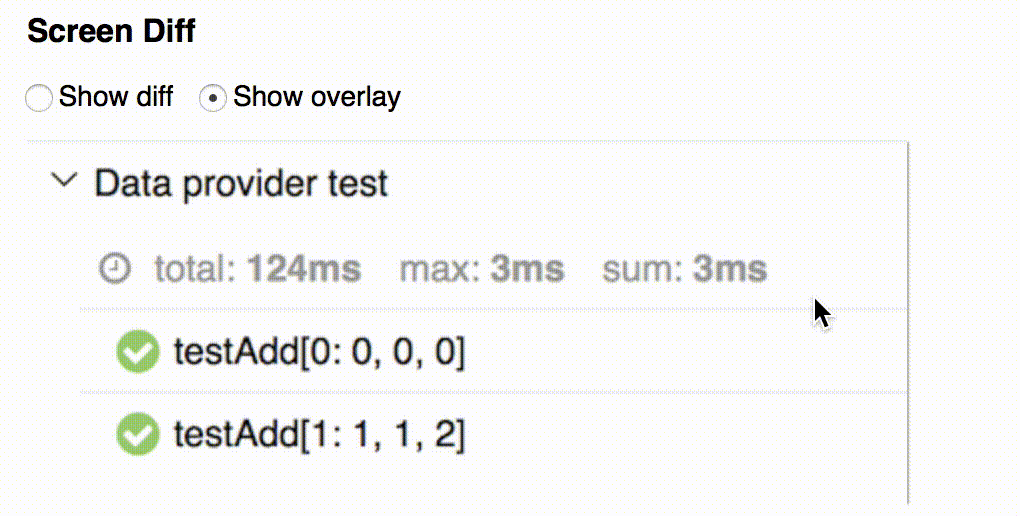 Screen Diff
Show diff Show overlay
Data provider test
total: 124ms max: 3ms sum: 3ms
testAdd[0: 0, 0, 0]
testAdd[1: 1, 1, 2]